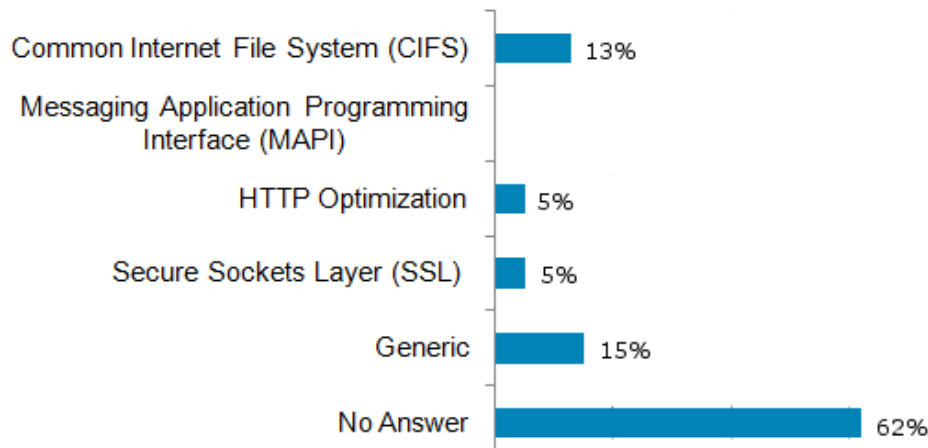 Common Internet File System (CIFS) 13%
Messaging Application Programming
Interface (MAPI)
HTTP Optimization 5%
Secure Sockets Layer (SSL) 5%
Generic 15%
No Answer 62%